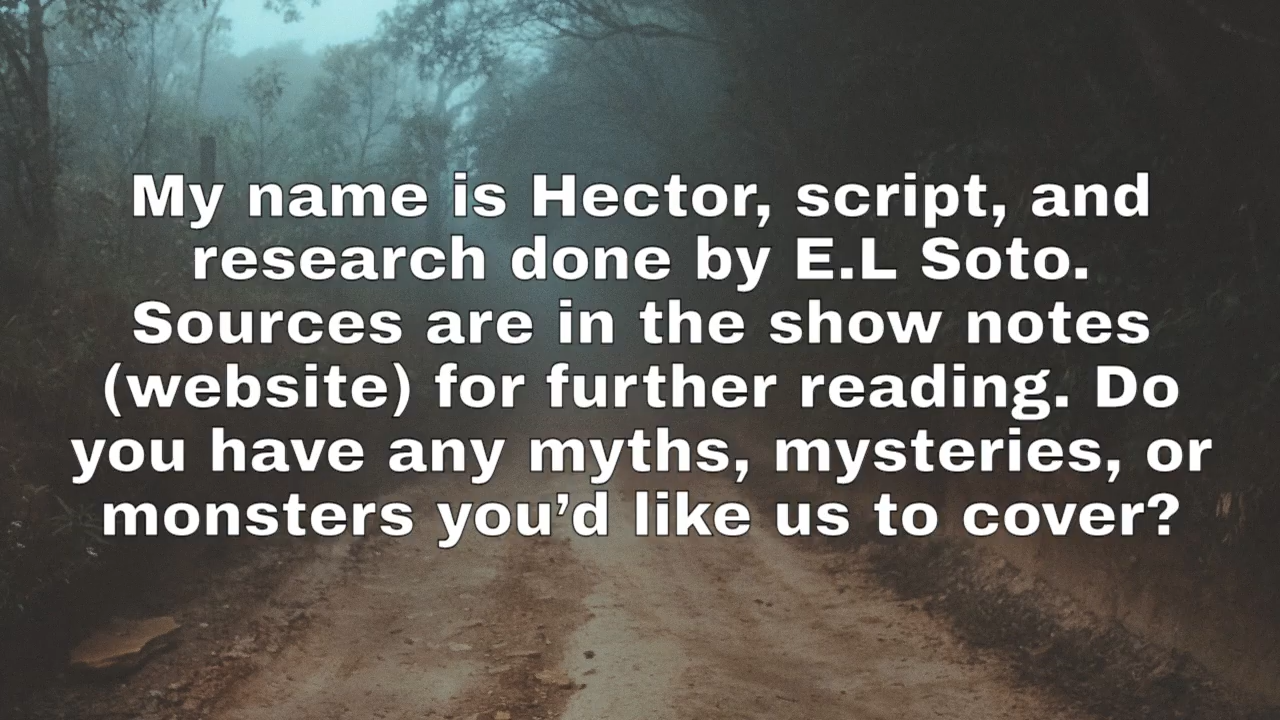 My name is Hector, script, and
research done by E.L Soto.
Sources are in the show notes
(website) for further reading. Do
you have any myths, mysteries, or
monsters you’d like us to cover?